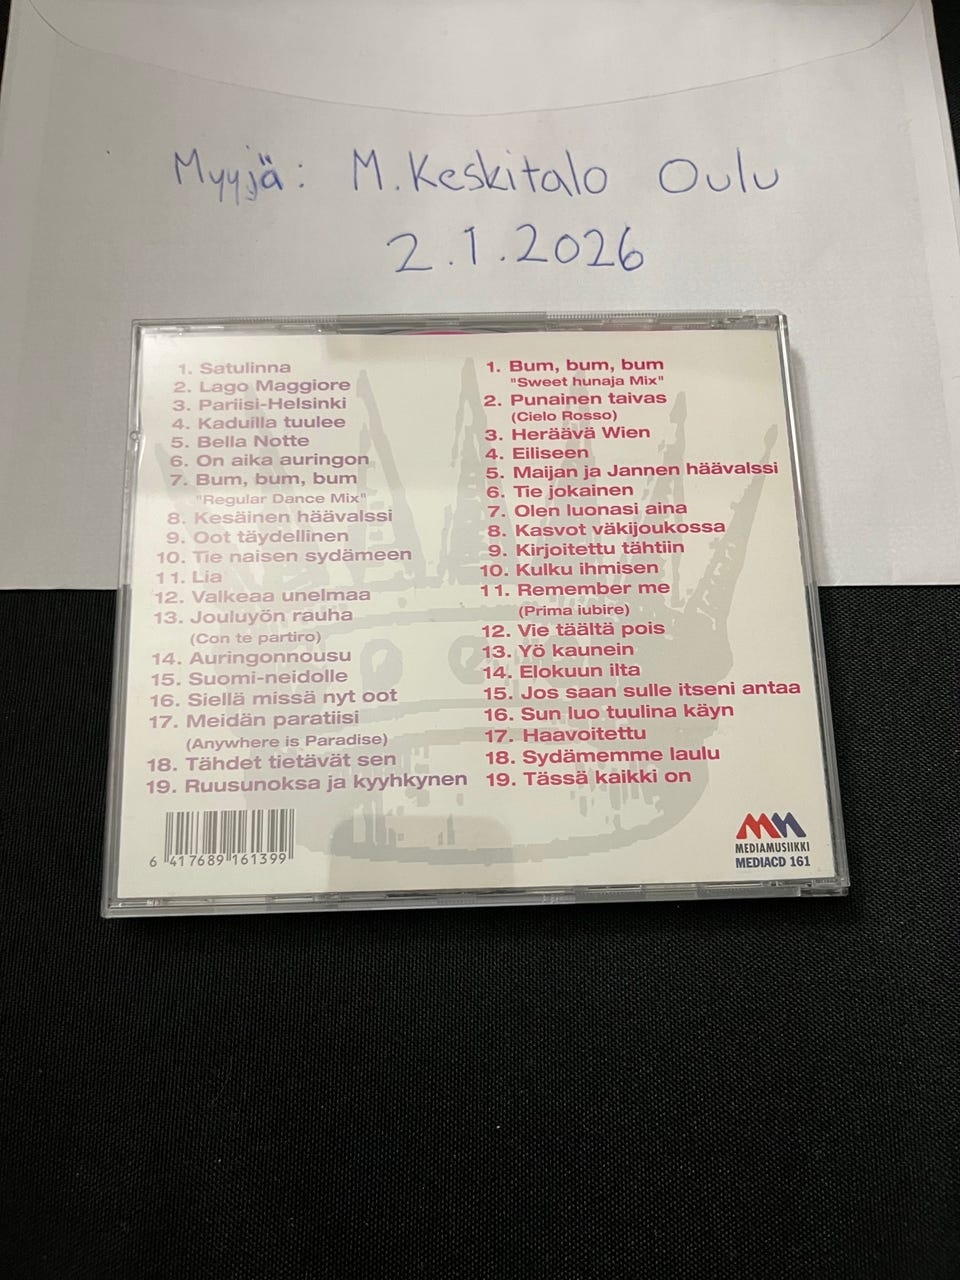 Myyjä: M. Keskitalo Oulu
2.1.2026
1. Satulinna
2. Lago Maggiore
3. Pariisi-Helsinki
4. Kaduilla tuulee
5. Bella Notte
6. On aika auringon
7. Bum, bum, bum
"Regular Dance Mix"
8. Kesäinen häävalssi
9. Oot täydellinen
10. Tie naisen sydämeen
11. Lia
12. Valkeaa unelmaa
13. Jouluyön rauha
(Con te partiro)
14. Auringonnousu
15. Suomi-neidolle
16. Siellä missä nyt oot
17. Meidän paratiisi
(Anywhere is Paradise)
18. Tähdet tietävät sen
19. Ruusunoksa ja kyyhkynen
1. Bum, bum, bum
"Sweet hunaja Mix"
2. Punainen taivas
(Cielo Rosso)
3. Heräävä Wien
4. Eiliseen
5. Maijan ja Jannen häävalssi
6. Tie jokainen
7. Olen luonasi aina
8. Kasvot väkijoukossa
9. Kirjoitettu tähtiin
10. Kulku ihmisen
11. Remember me
(Prima iubire)
12. Vie täältä pois
13. Yö kaunein
14. Elokuun ilta
15. Jos saan sulle itseni antaa
16. Sun luo tuulina käyn
17. Haavoitettu
18. Sydämemme laulu
19. Tässä kaikki on
6 417689 161399
MEDIAMUSIIKKI
MEDIACD 161